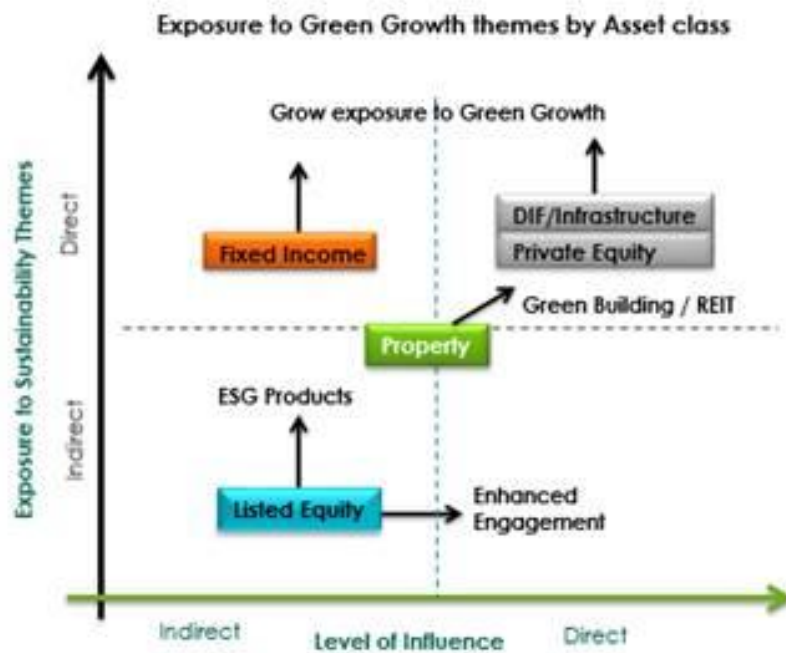 Exposure to Green Growth themes by Asset class
Grow exposure to Green Growth
DIF/Infrastructure
Fixed Income
Private Equity
Green Building / REIT
Property
ESG Products
Listed Equity
Enhanced
Engagement
Exposure to Sustainability Themes
Direct
Indirect
Indirect
Level of Influence
Direct